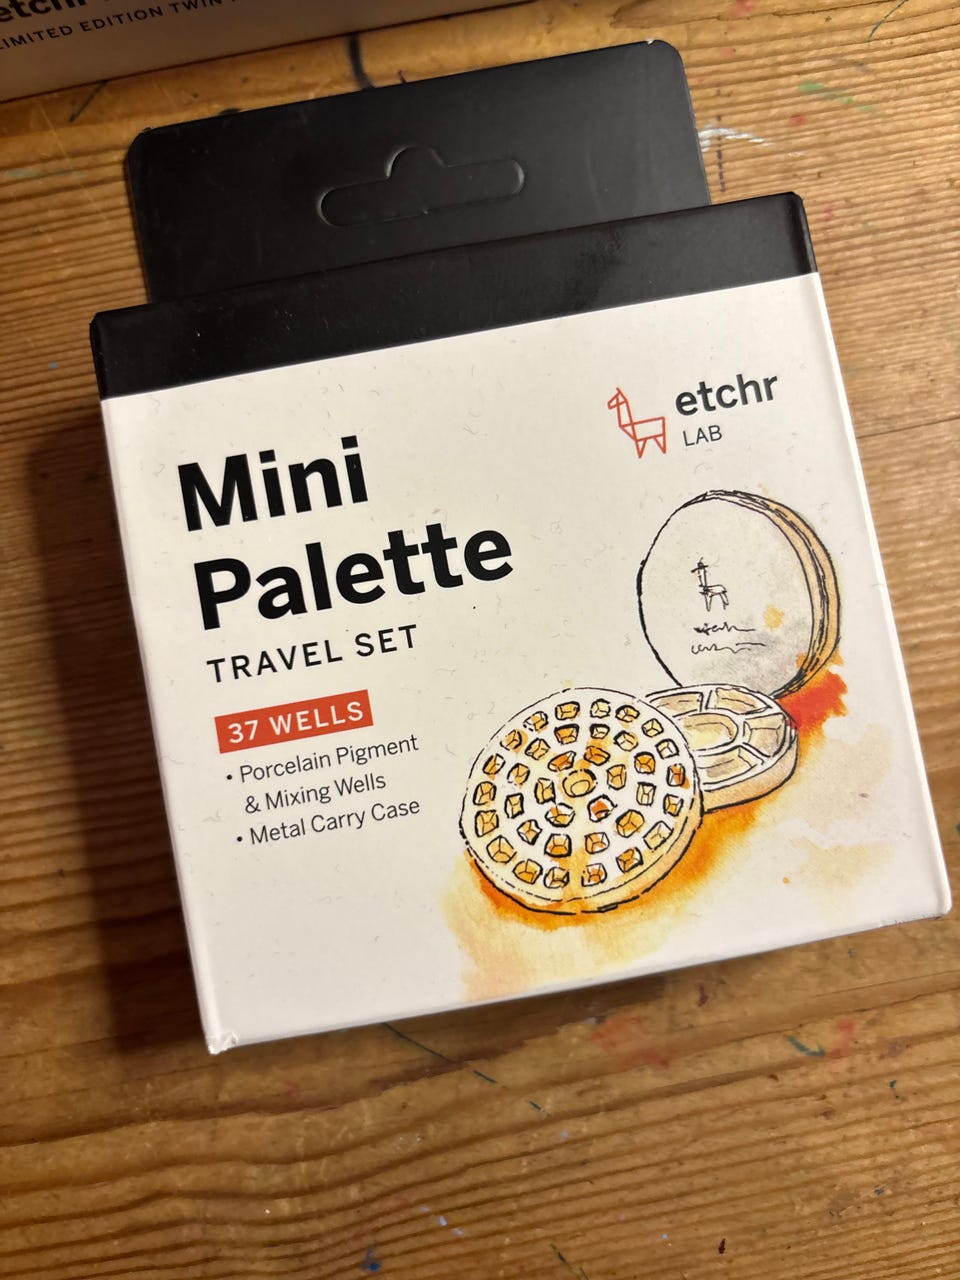 etchr
LIMITED EDITION TWIN
etchr
LAB
Mini
Palette
TRAVEL SET
37 WELLS
• Porcelain Pigment
& Mixing Wells
• Metal Carry Case